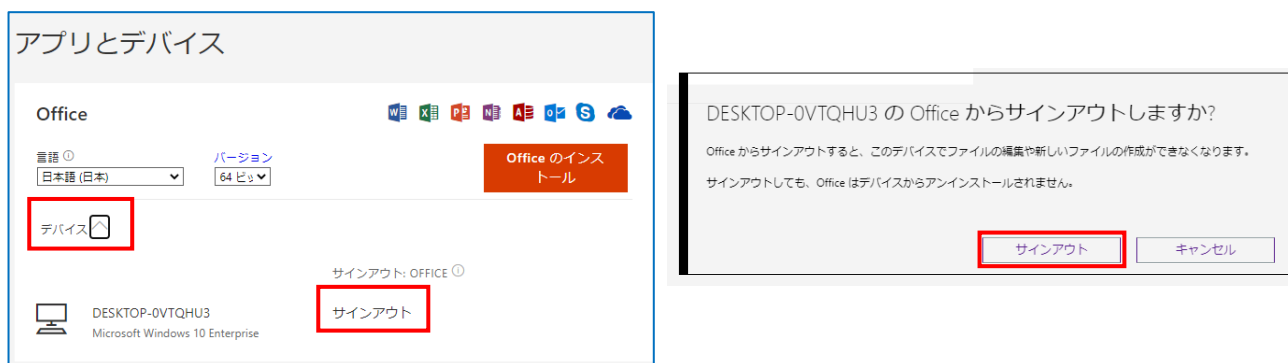 アプリとデバイス
Office
言語
バージョン
日本語 (日本)
64 ビッ
Office のインス
トール
デバイス
サインアウト: OFFICE
DESKTOP-0VTQHU3
サインアウト
Microsoft Windows 10 Enterprise
DESKTOP-0VTQHU3 の Office からサインアウトしますか?
Office からサインアウトすると、このデバイスでファイルの編集や新しいファイルの作成ができなくなります。
サインアウトしても、Office はデバイスからアンインストールされません。
サインアウト
キャンセル